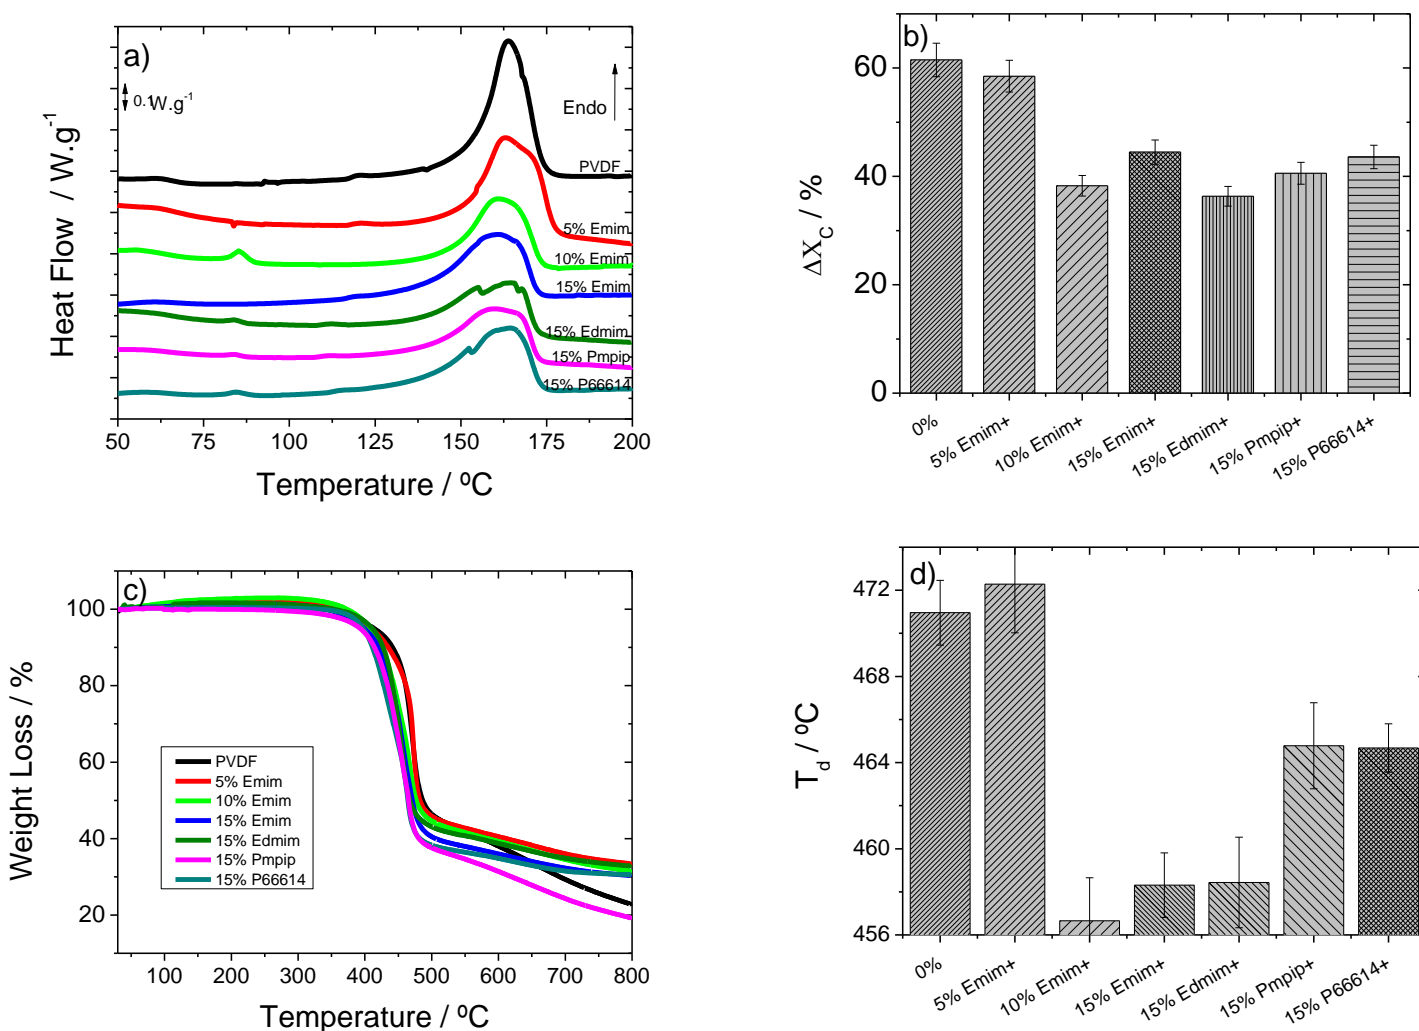 a)
0.1W.g-1
Endo
PVDF
5% Emim
10% Emim
15% Emim
15% Edmim
15% Pmpip
15% P66614
Heat Flow / W.g-1
50 75 100 125 150 175 200
Temperature / ºC
b)
60
40
20
0
ΔXC / %
0% 5% Emim+ 10% Emim+ 15% Emim+ 15% Edmim+ 15% Pmpip+ 15% P66614+
c)
100
80
60
40
20
Weight Loss / %
PVDF
5% Emim
10% Emim
15% Emim
15% Edmim
15% Pmpip
15% P66614
100 200 300 400 500 600 700 800
Temperature / ºC
d)
472
468
464
460
456
Td / ºC
0% 5% Emim+ 10% Emim+ 15% Emim+ 15% Edmim+ 15% Pmpip+ 15% P66614+